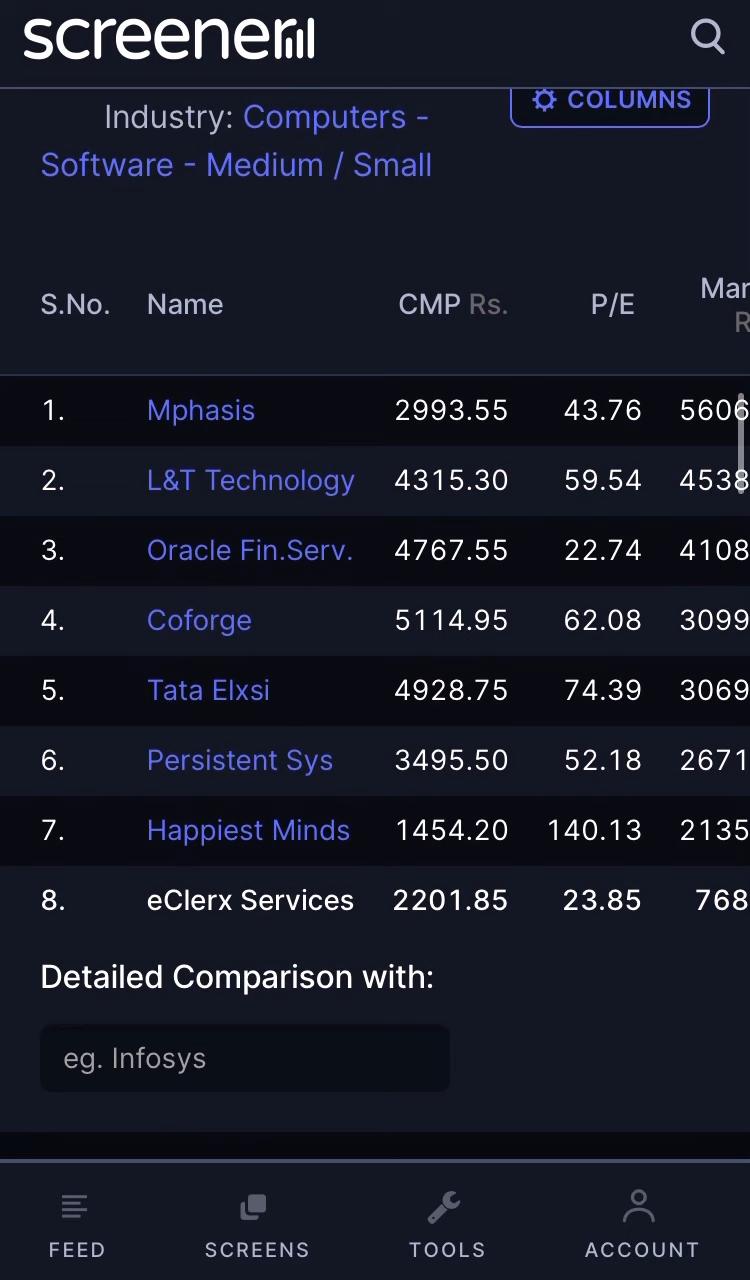 screener
COLUMNS
Industry: Computers -
Software - Medium / Small
S.No. Name CMP Rs. P/E Mar
R
1. Mphasis 2993.55 43.76 5606
2. L&T Technology 4315.30 59.54 4538
3. Oracle Fin.Serv. 4767.55 22.74 4108
4. Coforge 5114.95 62.08 3099
5. Tata Elxsi 4928.75 74.39 3069
6. Persistent Sys 3495.50 52.18 2671
7. Happiest Minds 1454.20 140.13 2135
8. eClerx Services 2201.85 23.85 768
Detailed Comparison with:
eg. Infosys
FEED SCREENS TOOLS ACCOUNT